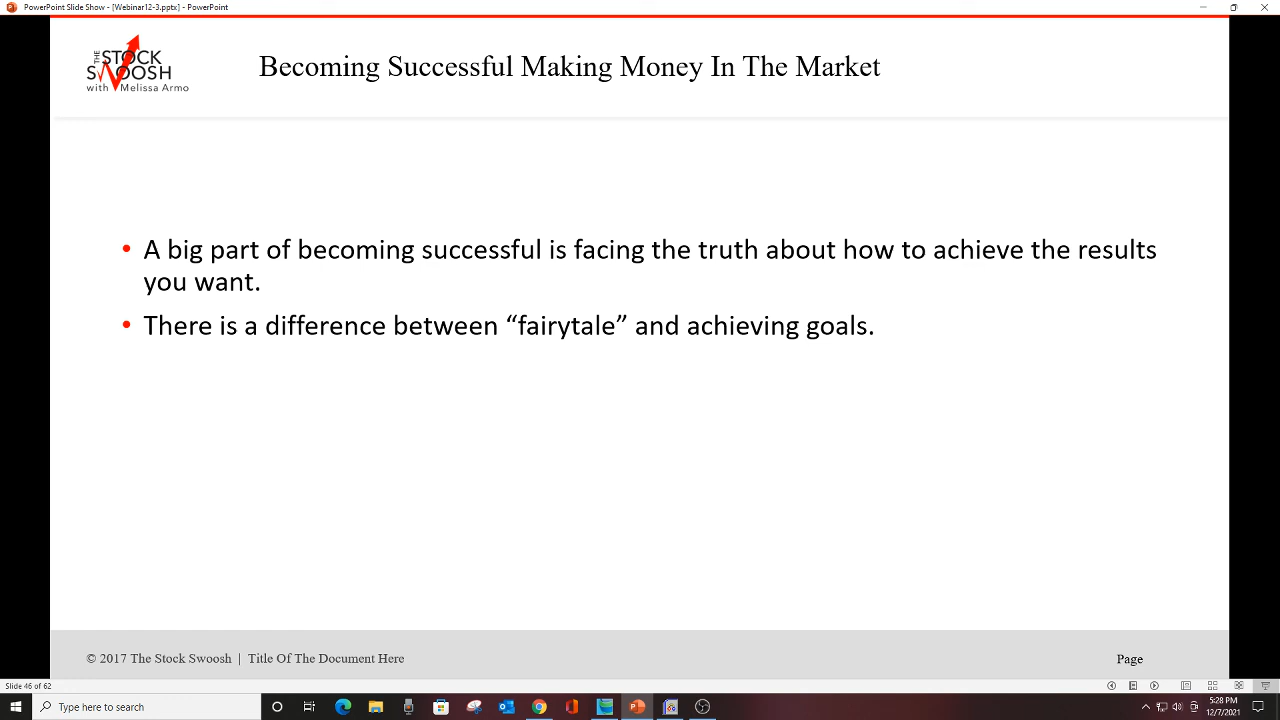 PowerPoint Slide Show - [Webinar12-3.pptx] - PowerPoint
THE STOCK
SWOOSH
with Melissa Armo
Becoming Successful Making Money In The Market
• A big part of becoming successful is facing the truth about how to achieve the results
you want.
• There is a difference between “fairytale” and achieving goals.
© 2017 The Stock Swoosh | Title Of The Document Here
Page
Slide 46 of 62
Type here to search
5:28 PM
12/7/2021